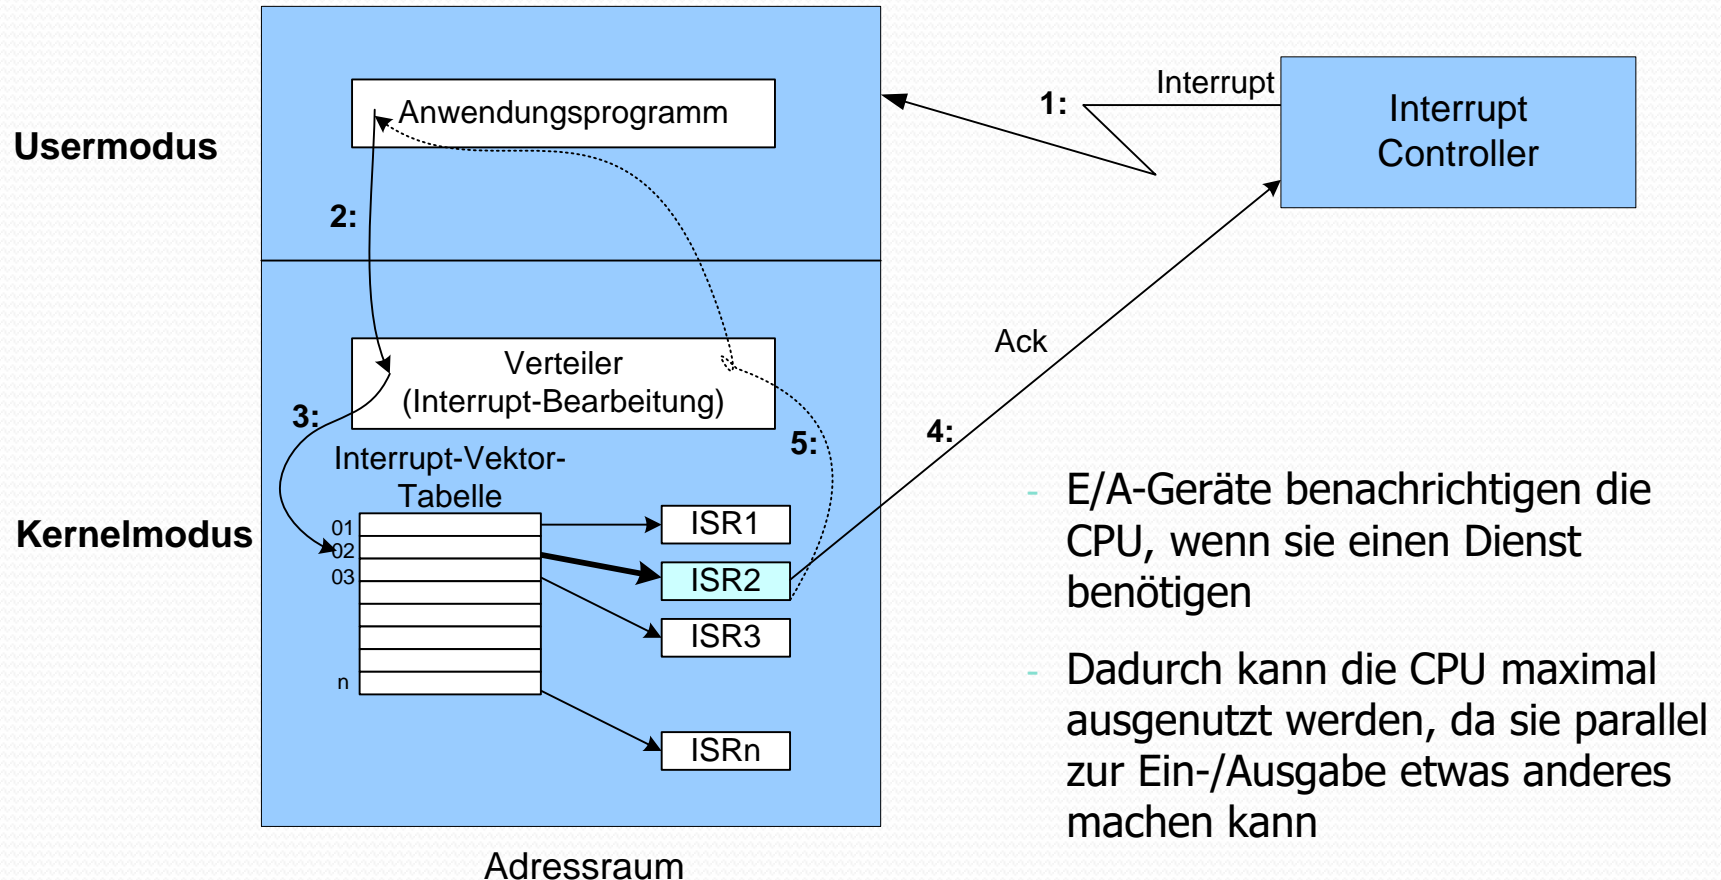 Usermodus
Anwendungsprogramm
2:
1:
Interrupt
Interrupt
Controller
Kernelmodus
Verteiler
(Interrupt-Bearbeitung)
3:
Interrupt-Vektor-
Tabelle
01
02
03
n
ISR1
ISR2
ISR3
ISRn
5:
4:
Ack
- E/A-Geräte benachrichtigen die
CPU, wenn sie einen Dienst
benötigen
- Dadurch kann die CPU maximal
ausgenutzt werden, da sie parallel
zur Ein-/Ausgabe etwas anderes
machen kann
Adressraum